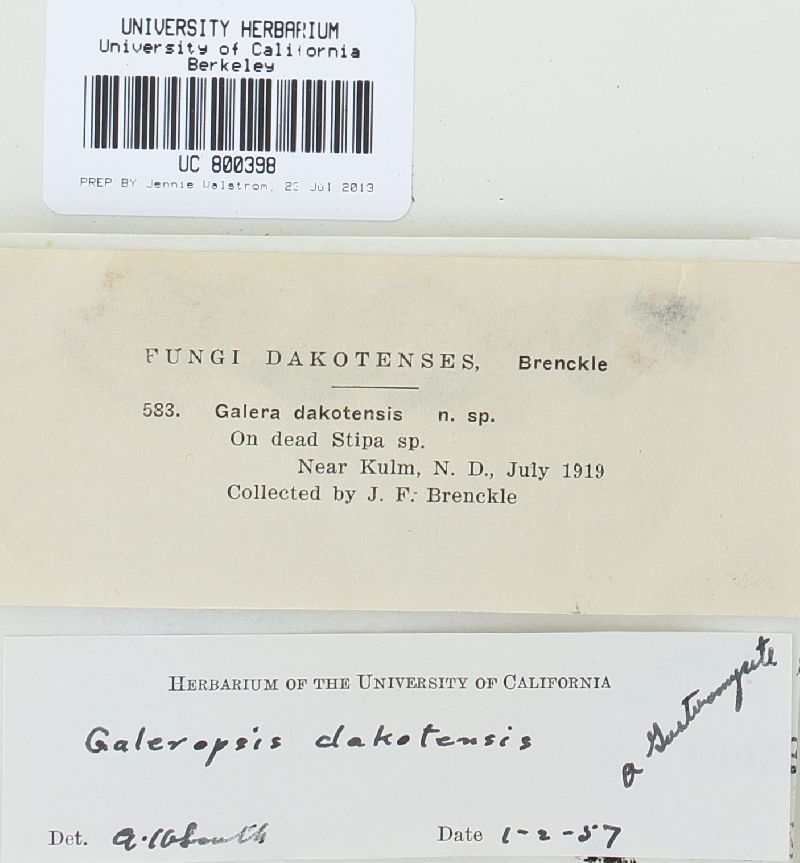 UNIVERSITY HERBARIUM
University of California
Berkeley
UC 800398
PREP BY Jennie Walstrom, 23 Jul 2013
FUNGI DAKOTENSES, Brenckle
583. Galera dakotensis n. sp.
On dead Stipa sp.
Near Kulm, N. D., July 1919
Collected by J. F. Brenckle
HERBARIUM OF THE UNIVERSITY OF CALIFORNIA
a Gasteromycete
Galeropsis dakotensis
Det. A. H. Smith
Date 1-2-57